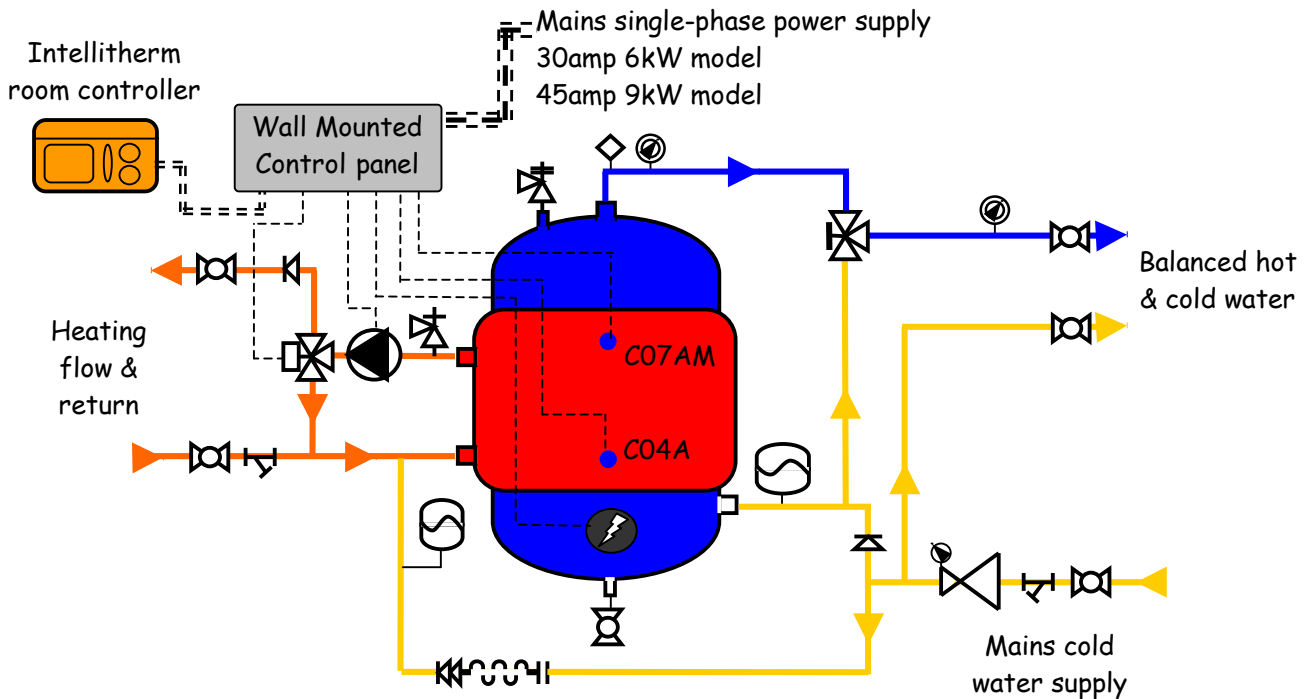 Mains single-phase power supply
30amp 6kW model
45amp 9kW model
Intellitherm
room controller
Wall Mounted
Control panel
Balanced hot
& cold water
Heating
flow &
return
C07AM
C04A
Mains cold
water supply